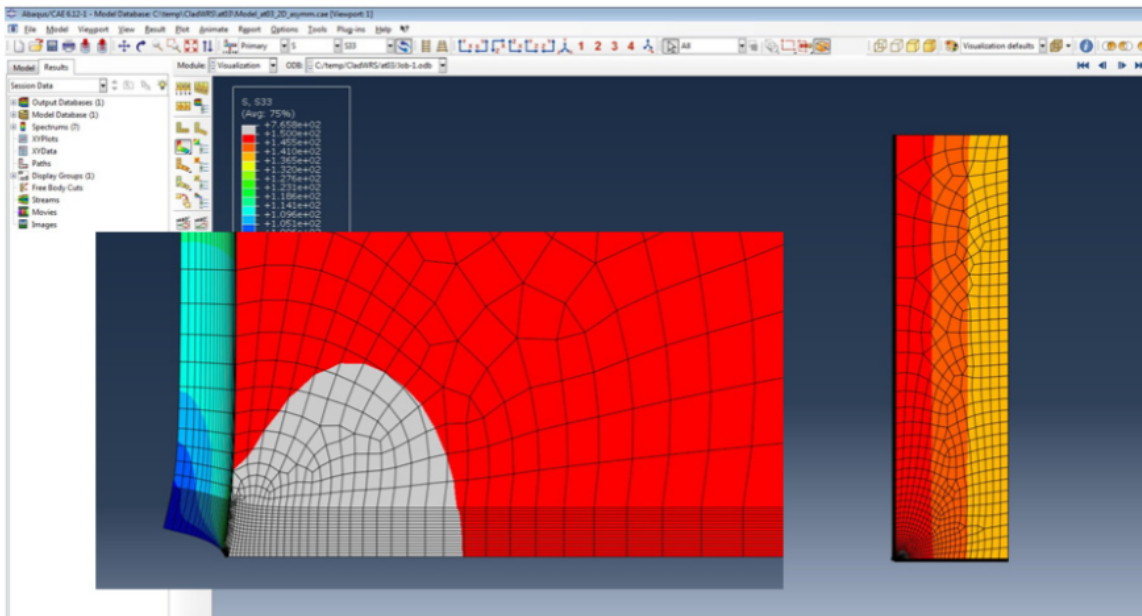 Abaqus/CAE 6.12-1 - Model Database: C:\temp\CladWRS\at03\Model_at03_2D_asymm.cae [Viewport: 1]
File Model Viewport View Result Plot Animate Report Options Tools Plug-ins Help
Primary S S33 1 2 3 4 All Visualization defaults
Model Results Module: Visualization ODB: C:/temp/CladWRS/at03/Job-1.odb
Session Data
Output Databases (1)
Model Database (1)
Spectrums (7)
XYPlots
XYData
Paths
Display Groups (1)
Free Body Cuts
Streams
Movies
Images
S, S33
(Avg: 75%)
+7.658e+02
+1.500e+02
+1.455e+02
+1.410e+02
+1.365e+02
+1.320e+02
+1.276e+02
+1.231e+02
+1.186e+02
+1.141e+02
+1.096e+02
+1.051e+02